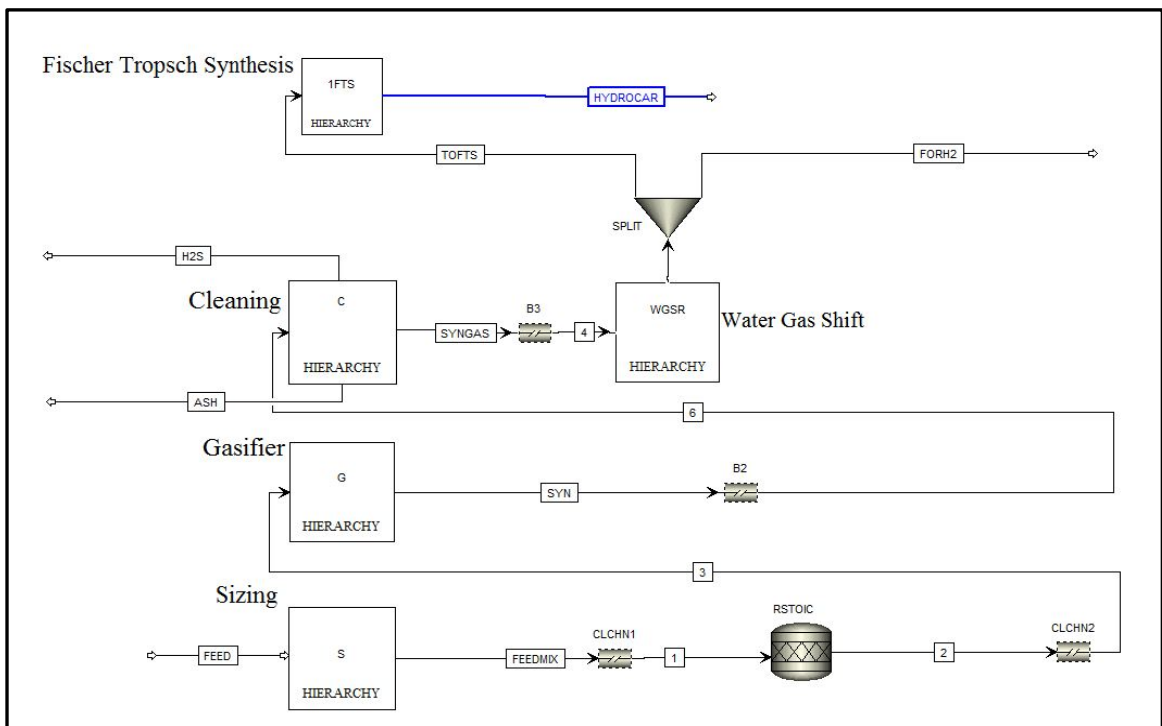 Fischer Tropsch Synthesis
1FTS
HIERARCHY
HYDROCAR
TOFTS
FORH2
SPLIT
H2S
Cleaning
C
HIERARCHY
SYNGAS
B3
4
WGSR
HIERARCHY
Water Gas Shift
ASH
6
Gasifier
G
HIERARCHY
SYN
B2
3
Sizing
FEED
S
HIERARCHY
FEEDMIX
CLCHN1
1
RSTOIC
2
CLCHN2